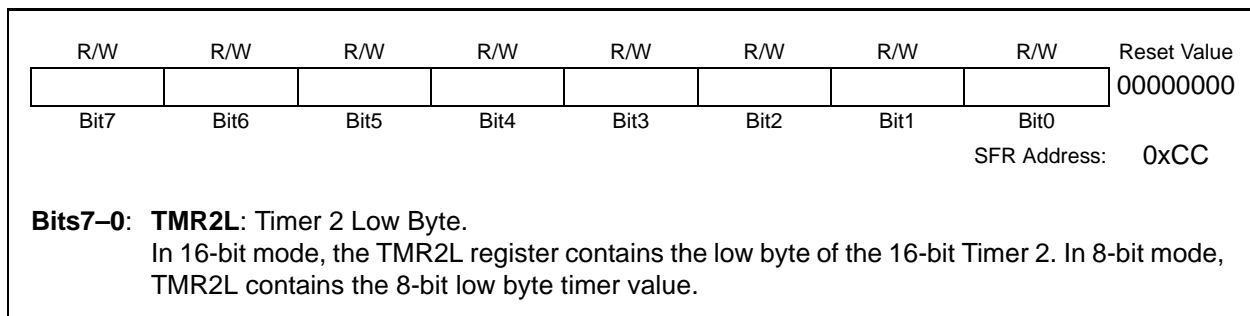 R/W R/W R/W R/W R/W R/W R/W R/W Reset Value
00000000
Bit7 Bit6 Bit5 Bit4 Bit3 Bit2 Bit1 Bit0
SFR Address: 0xCC
Bits7–0: TMR2L: Timer 2 Low Byte.
In 16-bit mode, the TMR2L register contains the low byte of the 16-bit Timer 2. In 8-bit mode,
TMR2L contains the 8-bit low byte timer value.